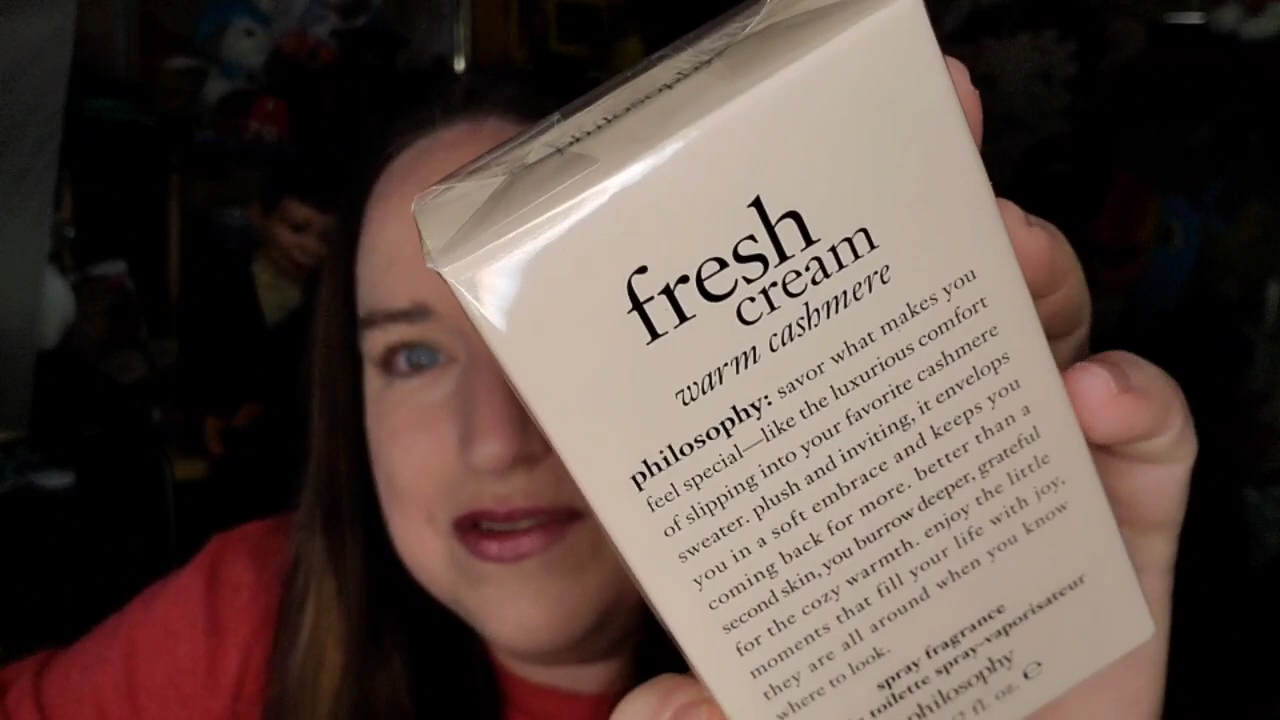 philosophy
fresh
cream
warm cashmere
philosophy: savor what makes you
feel special—like the luxurious comfort
of slipping into your favorite cashmere
sweater. plush and inviting, it envelops
you in a soft embrace and keeps you
coming back for more. better than a
second skin, you burrow deeper, grateful
for the cozy warmth. enjoy the little
moments that fill your life with joy,
they are all around when you know
where to look.
spray fragrance
toilette spray-vaporisateur
philosophy
fl. oz. e